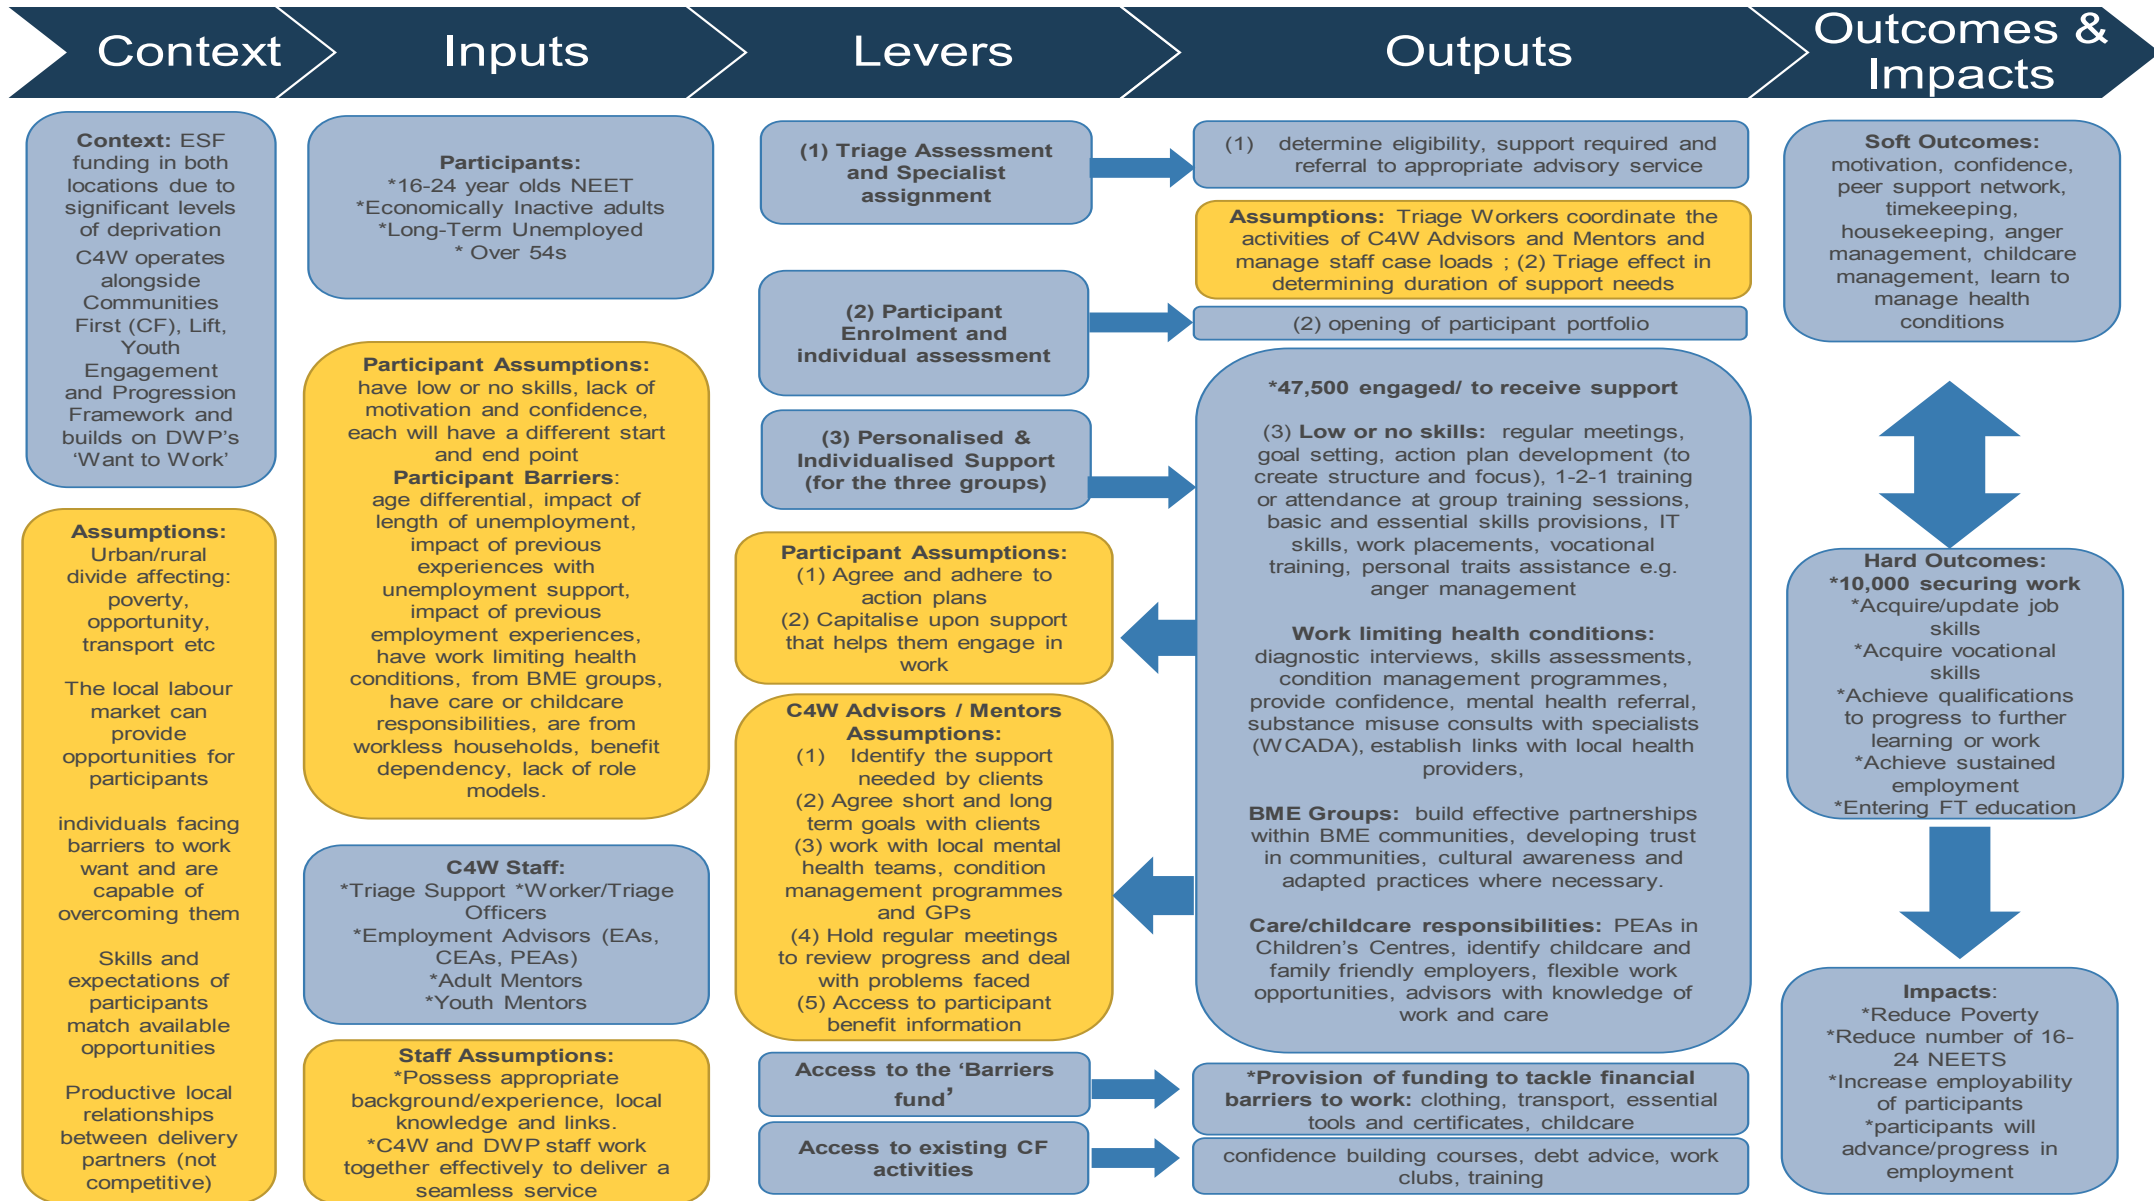 Context
Inputs
Levers
Outputs
Outcomes &
Impacts
Context: ESF
funding in both
locations due to
significant levels
of deprivation
C4W operates
alongside
Communities
First (CF), Lift,
Youth
Engagement
and Progression
Framework and
builds on DWP's
'Want to Work'
Assumptions:
Urban/rural
divide affecting:
poverty,
opportunity,
transport etc
The local labour
market can
provide
opportunities for
participants
individuals facing
barriers to work
want and are
capable of
overcoming them
Skills and
expectations of
participants
match available
opportunities
Productive local
relationships
between delivery
partners (not
competitive)
Participants:
*16-24 year olds NEET
*Economically Inactive adults
*Long-Term Unemployed
* Over 54s
Participant Assumptions:
have low or no skills, lack of
motivation and confidence,
each will have a different start
and end point
Participant Barriers:
age differential, impact of
length of unemployment,
impact of previous
experiences with
unemployment support,
impact of previous
employment experiences,
have work limiting health
conditions, from BME groups,
have care or childcare
responsibilities, are from
workless households, benefit
dependency, lack of role
models.
C4W Staff:
*Triage Support *Worker/Triage
Officers
*Employment Advisors (EAs,
CEAs, PEAs)
*Adult Mentors
*Youth Mentors
Staff Assumptions:
*Possess appropriate
background/experience, local
knowledge and links.
*C4W and DWP staff work
together effectively to deliver a
seamless service
(1) Triage Assessment
and Specialist
assignment
(2) Participant
Enrolment and
individual assessment
(3) Personalised &
Individualised Support
(for the three groups)
Participant Assumptions:
(1) Agree and adhere to
action plans
(2) Capitalise upon support
that helps them engage in
work
C4W Advisors / Mentors
Assumptions:
(1) Identify the support
needed by clients
(2) Agree short and long
term goals with clients
(3) work with local mental
health teams, condition
management programmes
and GPs
(4) Hold regular meetings
to review progress and deal
with problems faced
(5) Access to participant
benefit information
Access to the 'Barriers
fund'
Access to existing CF
activities
(1) determine eligibility, support required and
referral to appropriate advisory service
Assumptions: Triage Workers coordinate the
activities of C4W Advisors and Mentors and
manage staff case loads ; (2) Triage effect in
determining duration of support needs
(2) opening of participant portfolio
*47,500 engaged/ to receive support
(3) Low or no skills: regular meetings,
goal setting, action plan development (to
create structure and focus), 1-2-1 training
or attendance at group training sessions,
basic and essential skills provisions, IT
skills, work placements, vocational
training, personal traits assistance e.g.
anger management
Work limiting health conditions:
diagnostic interviews, skills assessments,
condition management programmes,
provide confidence, mental health referral,
substance misuse consults with specialists
(WCADA), establish links with local health
providers,
BME Groups: build effective partnerships
within BME communities, developing trust
in communities, cultural awareness and
adapted practices where necessary.
Care/childcare responsibilities: PEAs in
Children's Centres, identify childcare and
family friendly employers, flexible work
opportunities, advisors with knowledge of
work and care
*Provision of funding to tackle financial
barriers to work: clothing, transport, essential
tools and certificates, childcare
confidence building courses, debt advice, work
clubs, training
Soft Outcomes:
motivation, confidence,
peer support network,
timekeeping,
housekeeping, anger
management, childcare
management, learn to
manage health
conditions
Hard Outcomes:
*10,000 securing work
*Acquire/update job
skills
*Acquire vocational
skills
*Achieve qualifications
to progress to further
learning or work
*Achieve sustained
employment
*Entering FT education
Impacts:
*Reduce Poverty
*Reduce number of 16-
24 NEETS
*Increase employability
of participants
*participants will
advance/progress in
employment